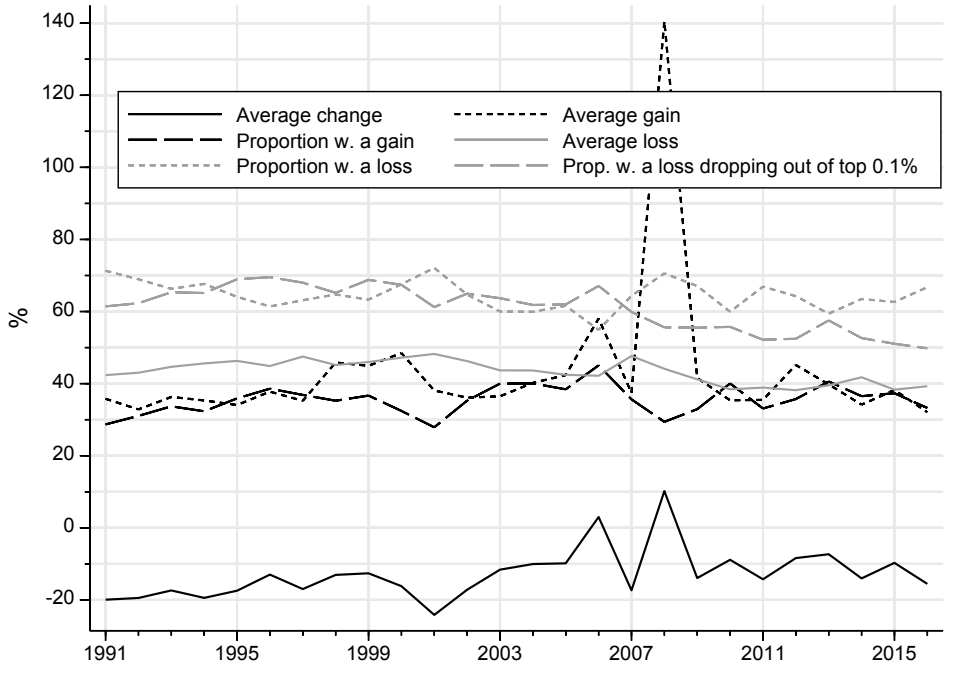 140
120
Average change
Average gain
Proportion w. a gain
Average loss
Proportion w. a loss
Prop. w. a loss dropping out of top 0.1%
100
80
60
%
40
20
0
-20
1991 1995 1999 2003 2007 2011 2015